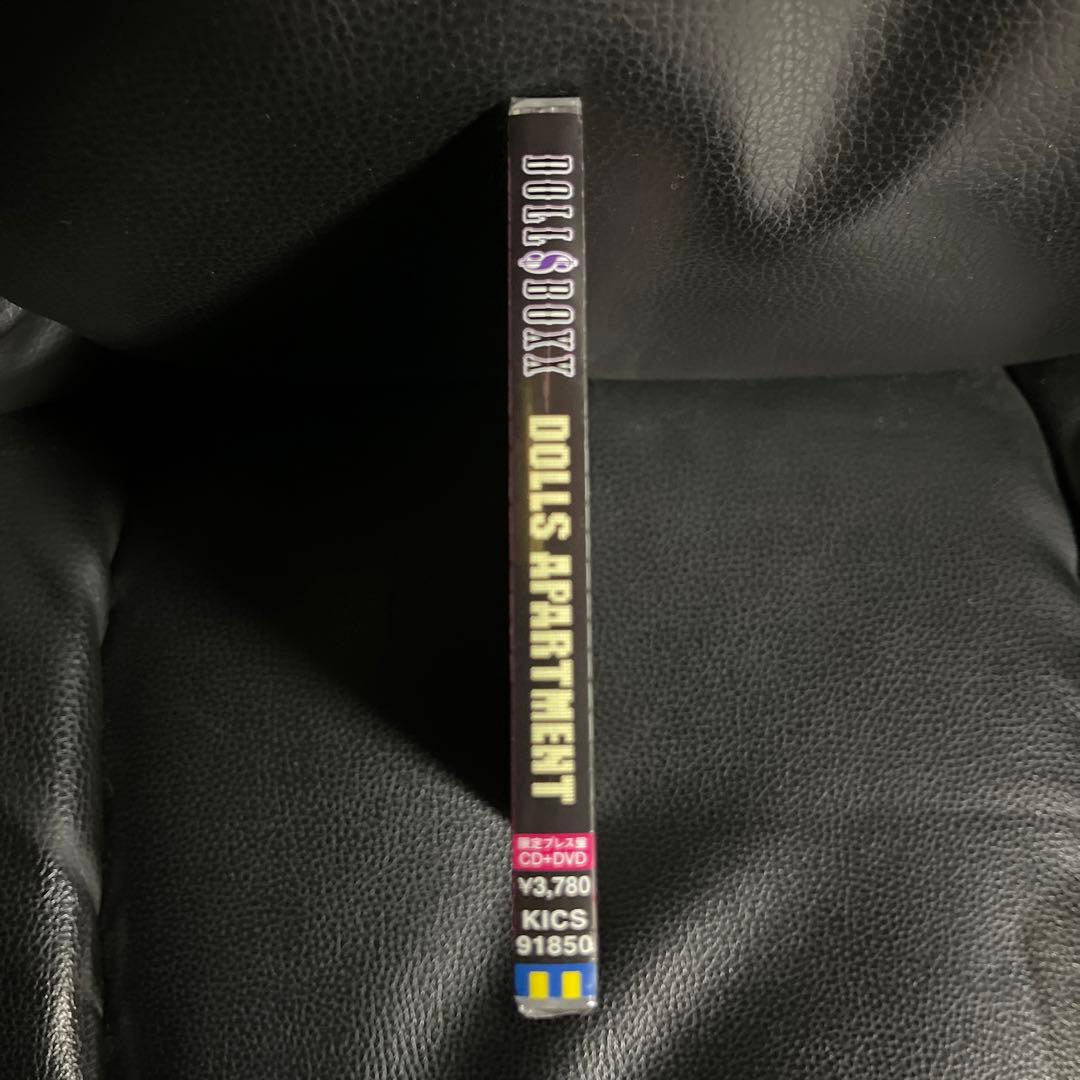 DOLL$BOXX
DOLLS APARTMENT
限定プレス盤
CD+DVD
¥3,780
KICS
91850